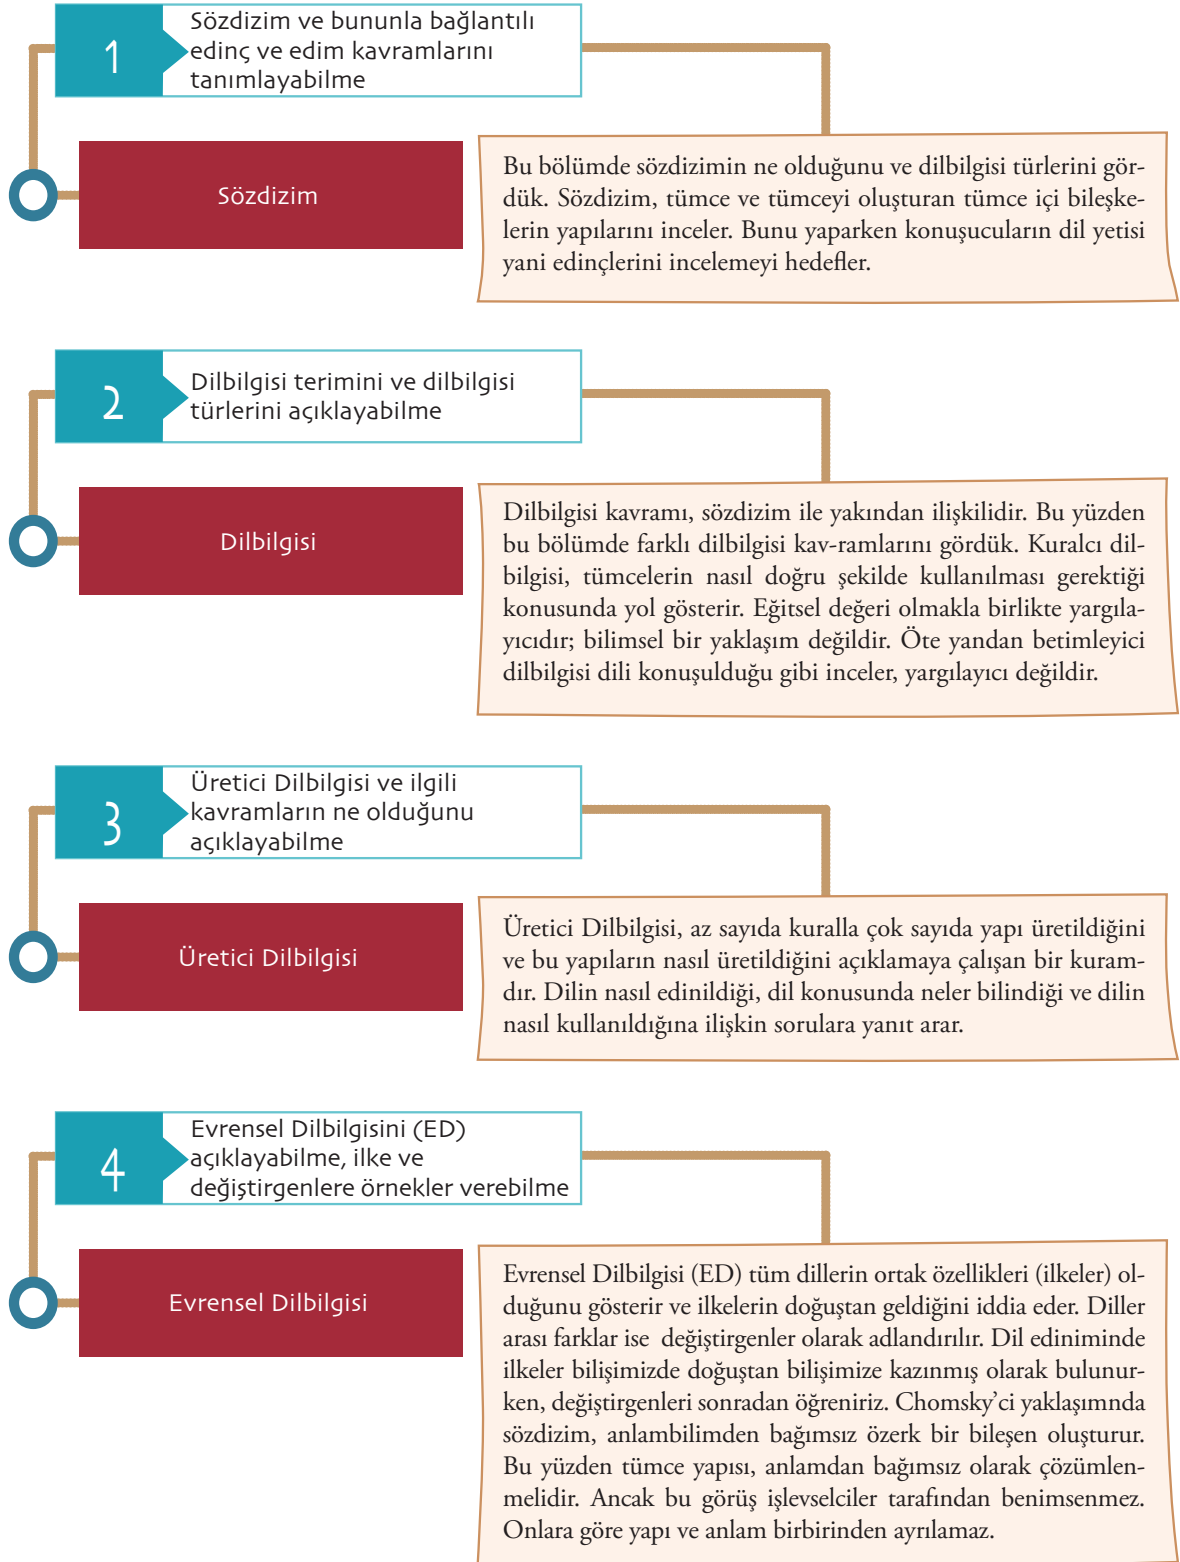 1
Sözdizim ve bununla bağlantılı
edinç ve edim kavramlarını
tanımlayabilme
Sözdizim
Bu bölümde sözdizimin ne olduğunu ve dilbilgisi türlerini gör-
dük. Sözdizim, tümce ve tümceyi oluşturan tümce içi bileşke-
lerin yapılarını inceler. Bunu yaparken konuşucuların dil yetisi
yani edinçlerini incelemeyi hedefler.
2
Dilbilgisi terimini ve dilbilgisi
türlerini açıklayabilme
Dilbilgisi
Dilbilgisi kavramı, sözdizim ile yakından ilişkilidir. Bu yüzden
bu bölümde farklı dilbilgisi kav-ramlarını gördük. Kuralcı dil-
bilgisi, tümcelerin nasıl doğru şekilde kullanılması gerektiği
konusunda yol gösterir. Eğitsel değeri olmakla birlikte yargıla-
yıcıdır; bilimsel bir yaklaşım değildir. Öte yandan betimleyici
dilbilgisi dili konuşulduğu gibi inceler, yargılayıcı değildir.
3
Üretici Dilbilgisi ve ilgili
kavramların ne olduğunu
açıklayabilme
Üretici Dilbilgisi
Üretici Dilbilgisi, az sayıda kuralla çok sayıda yapı üretildiğini
ve bu yapıların nasıl üretildiğini açıklamaya çalışan bir kuram-
dır. Dilin nasıl edinildiği, dil konusunda neler bilindiği ve dilin
nasıl kullanıldığına ilişkin sorulara yanıt arar.
4
Evrensel Dilbilgisini (ED)
açıklayabilme, ilke ve
değiştirgenlere örnekler verebilme
Evrensel Dilbilgisi
Evrensel Dilbilgisi (ED) tüm dillerin ortak özellikleri (ilkeler) ol-
duğunu gösterir ve ilkelerin doğuştan geldiğini iddia eder. Diller
arası farklar ise değiştirgenler olarak adlandırılır. Dil ediniminde
ilkeler bilişimizde doğuştan bilişimize kazınmış olarak bulunur-
ken, değiştirgenleri sonradan öğreniriz. Chomsky’ci yaklaşımnda
sözdizim, anlambilimden bağımsız özerk bir bileşen oluşturur.
Bu yüzden tümce yapısı, anlamdan bağımsız olarak çözümlen-
melidir. Ancak bu görüş işlevselciler tarafından benimsenmez.
Onlara göre yapı ve anlam birbirinden ayrılamaz.